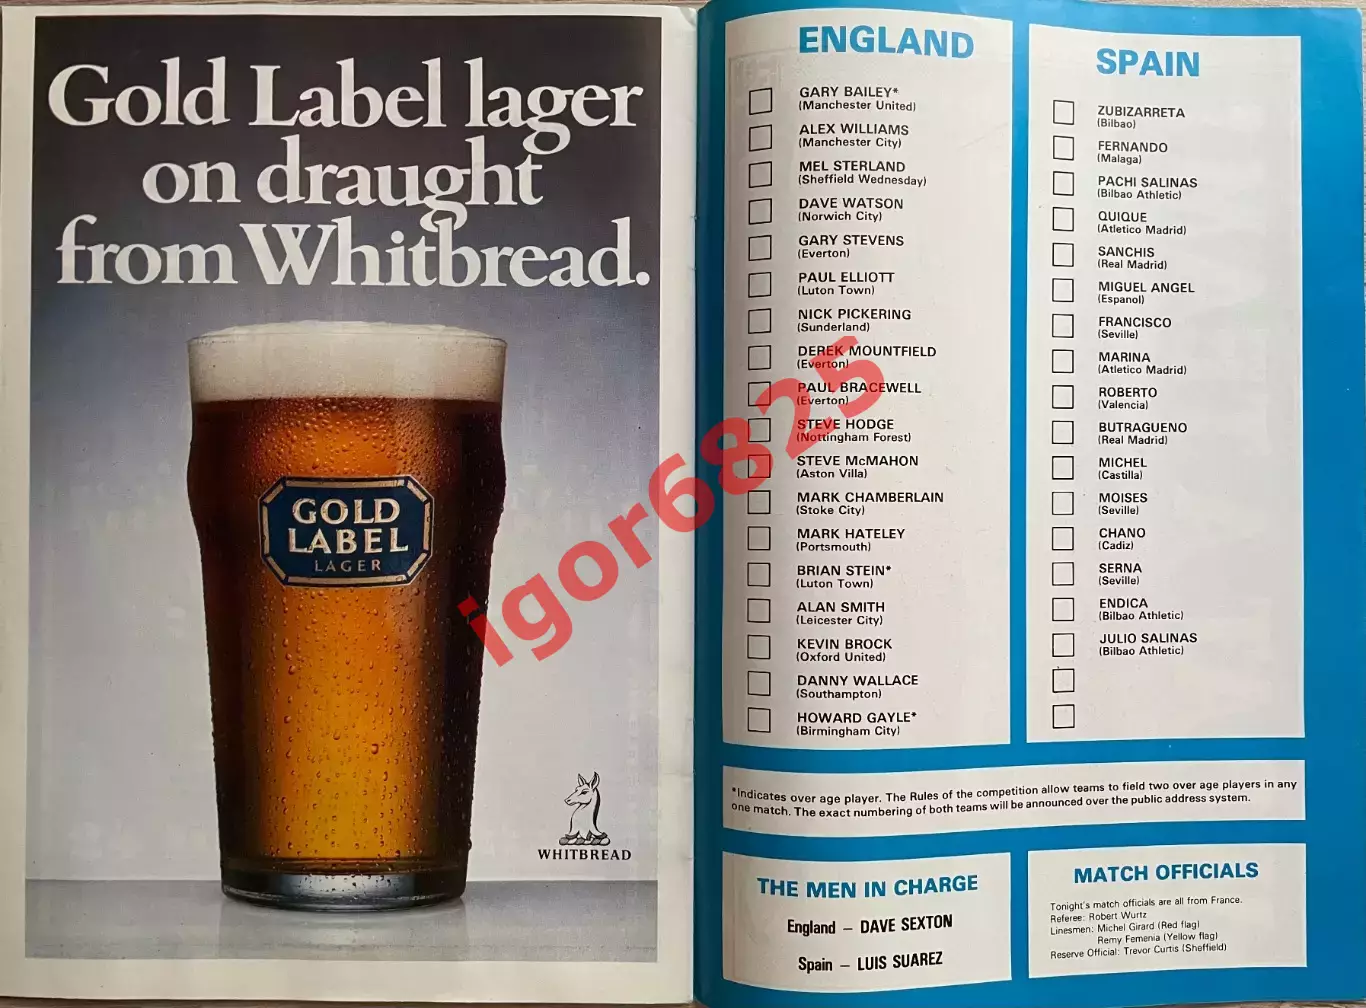 Gold Label lager
on draught
from Whitbread.
GOLD
LABEL
LAGER
WHITBREAD
ENGLAND
GARY BAILEY*
(Manchester United)
ALEX WILLIAMS
(Manchester City)
MEL STERLAND
(Sheffield Wednesday)
DAVE WATSON
(Norwich City)
GARY STEVENS
(Everton)
PAUL ELLIOTT
(Luton Town)
NICK PICKERING
(Sunderland)
DEREK MOUNTFIELD
(Everton)
PAUL BRACEWELL
(Everton)
STEVE HODGE
(Nottingham Forest)
STEVE McMAHON
(Aston Villa)
MARK CHAMBERLAIN
(Stoke City)
MARK HATELEY
(Portsmouth)
BRIAN STEIN*
(Luton Town)
ALAN SMITH
(Leicester City)
KEVIN BROCK
(Oxford United)
DANNY WALLACE
(Southampton)
HOWARD GAYLE*
(Birmingham City)
SPAIN
ZUBIZARRETA
(Bilbao)
FERNANDO
(Malaga)
PACHI SALINAS
(Bilbao Athletic)
QUIQUE
(Atletico Madrid)
SANCHIS
(Real Madrid)
MIGUEL ANGEL
(Espanol)
FRANCISCO
(Seville)
MARINA
(Atletico Madrid)
ROBERTO
(Valencia)
BUTRAGUENO
(Real Madrid)
MICHEL
(Castilla)
MOISES
(Seville)
CHANO
(Cadiz)
SERNA
(Seville)
ENDICA
(Bilbao Athletic)
JULIO SALINAS
(Bilbao Athletic)
*Indicates over age player. The Rules of the competition allow teams to field two over age players in any
one match. The exact numbering of both teams will be announced over the public address system.
THE MEN IN CHARGE
England – DAVE SEXTON
Spain – LUIS SUAREZ
MATCH OFFICIALS
Tonight's match officials are all from France.
Referee: Robert Wurtz
Linesmen: Michel Girard (Red flag)
Remy Femenia (Yellow flag)
Reserve Official: Trevor Curtis (Sheffield)
igor6825